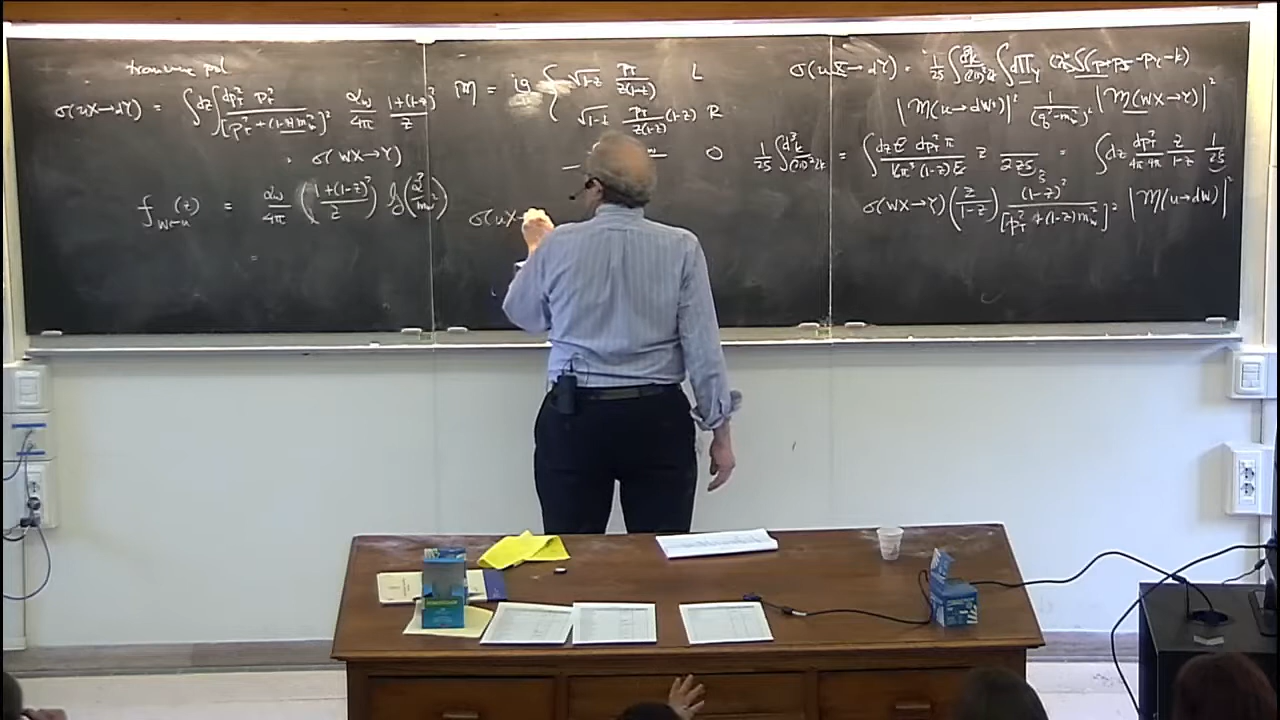 transverse pol
σ(uX→dY) = ∫dz ∫ dp_T² p_T² / [p_T² + (1-z)m_w²]² α_w/4π 1+(1-z)²/z
· σ(WX→Y)
f_{W←u}(z) = α_w/4π (1+(1-z)²/z) log(Q²/m_w²)
iM = ig { √1-z p_T/z(1-z) L
√1-z p_T/z(1-z) (1-z) R
0
σ(uX→
σ(uX→dY) = 1/2s ∫ d³k/(2π)³2k ∫ dΠ_Y (2π)⁴ δ(p+p_X-p_Y-k)
|M(u→dW)|² 1/(q²-m_w²)² |M(WX→Y)|²
1/2s ∫ d³k/(2π)³2k = ∫ dz E dp_T² π / 16π³ (1-z)E z / 2zs = ∫dz dp_T²/4π 4π z/1-z 1/2ŝ
σ(WX→Y) (z/1-z) (1-z)²/[p_T² + (1-z)m_w²]² |M(u→dW)|²